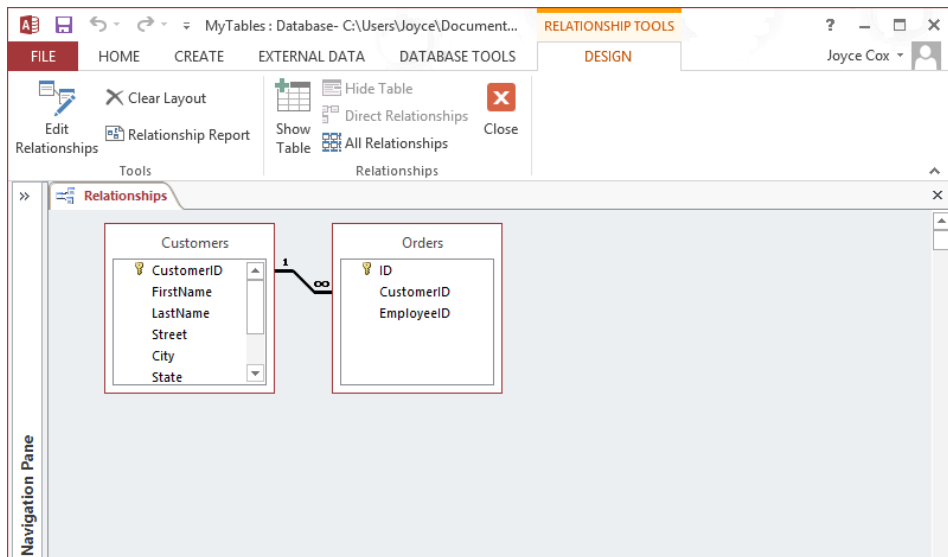 MyTables : Database- C:\Users\Joyce\Document...
RELATIONSHIP TOOLS
?
FILE
HOME
CREATE
EXTERNAL DATA
DATABASE TOOLS
DESIGN
Joyce Cox
Edit
Relationships
Clear Layout
Relationship Report
Tools
Show
Table
Hide Table
Direct Relationships
All Relationships
Close
Relationships
Relationships
Navigation Pane
Customers
CustomerID
FirstName
LastName
Street
City
State
1
∞
Orders
ID
CustomerID
EmployeeID